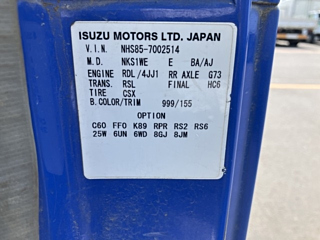 ISUZU MOTORS LTD. JAPAN
V.I.N. NHS85-7002514
M.D. NKS1WE E BA/AJ
ENGINE RDL/4JJ1 RR AXLE G73
TRANS. RSL FINAL HC6
TIRE CSX
B.COLOR/TRIM 999/155
OPTION
C60 FF0 K89 RPR RS2 RS6
25W 6UN 6WD 8GJ 8JM